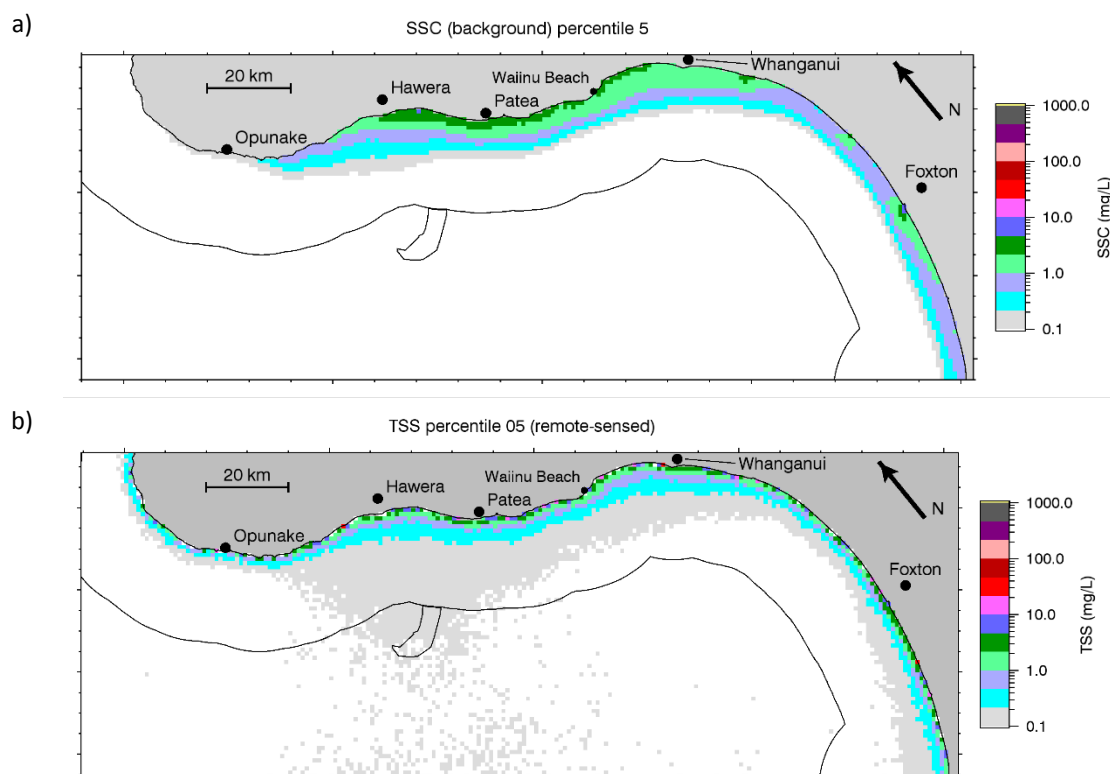 a)
SSC (background) percentile 5
20 km
Hawera
Waiinu Beach
Patea
Whanganui
Opunake
N
Foxton
1000.0
100.0
10.0
1.0
0.1
SSC (mg/L)
b)
TSS percentile 05 (remote-sensed)
20 km
Hawera
Waiinu Beach
Patea
Whanganui
Opunake
N
Foxton
1000.0
100.0
10.0
1.0
0.1
TSS (mg/L)